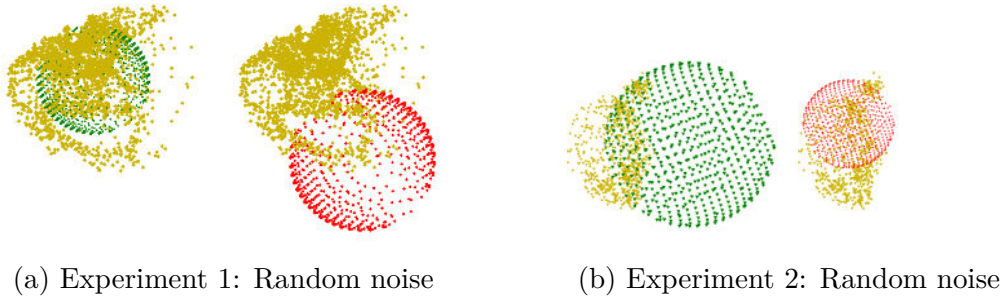 (a) Experiment 1: Random noise
(b) Experiment 2: Random noise